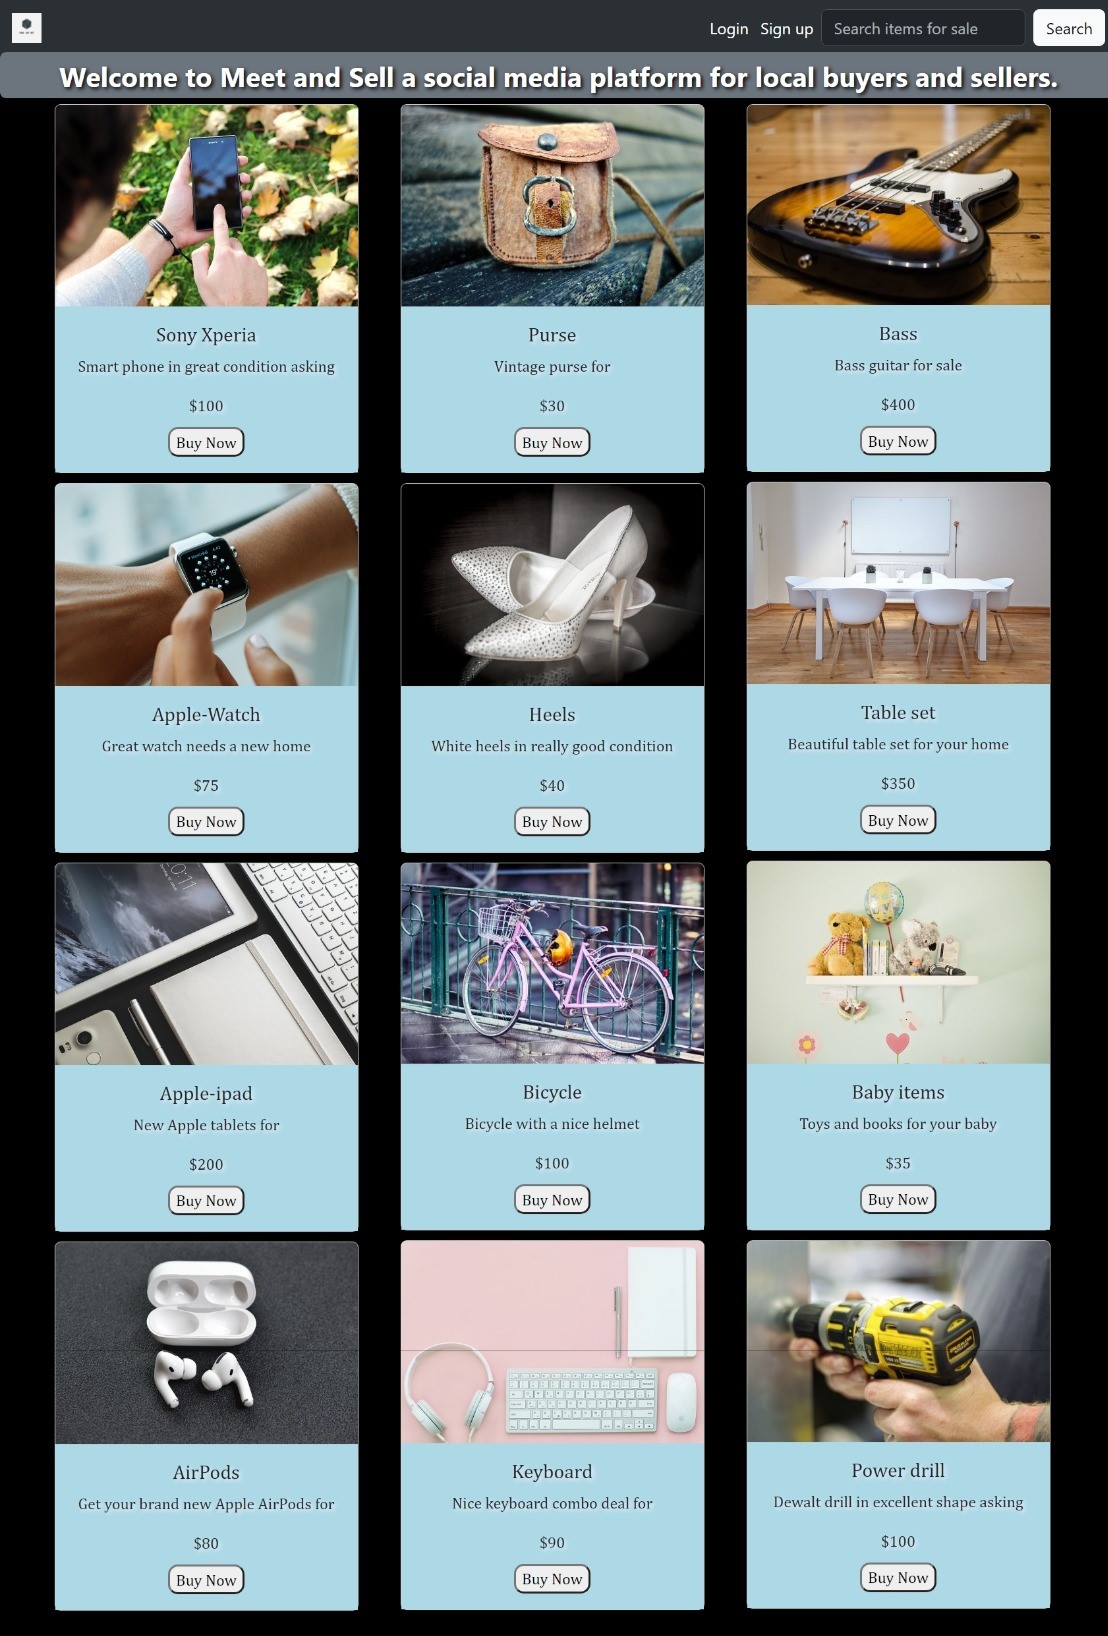 Login Sign up Search items for sale Search
Welcome to Meet and Sell a social media platform for local buyers and sellers.
Sony Xperia
Smart phone in great condition asking
$100
Buy Now
Purse
Vintage purse for
$30
Buy Now
Bass
Bass guitar for sale
$400
Buy Now
Apple-Watch
Great watch needs a new home
$75
Buy Now
Heels
White heels in really good condition
$40
Buy Now
Table set
Beautiful table set for your home
$350
Buy Now
Apple-ipad
New Apple tablets for
$200
Buy Now
Bicycle
Bicycle with a nice helmet
$100
Buy Now
Baby items
Toys and books for your baby
$35
Buy Now
AirPods
Get your brand new Apple AirPods for
$80
Buy Now
Keyboard
Nice keyboard combo deal for
$90
Buy Now
Power drill
Dewalt drill in excellent shape asking
$100
Buy Now